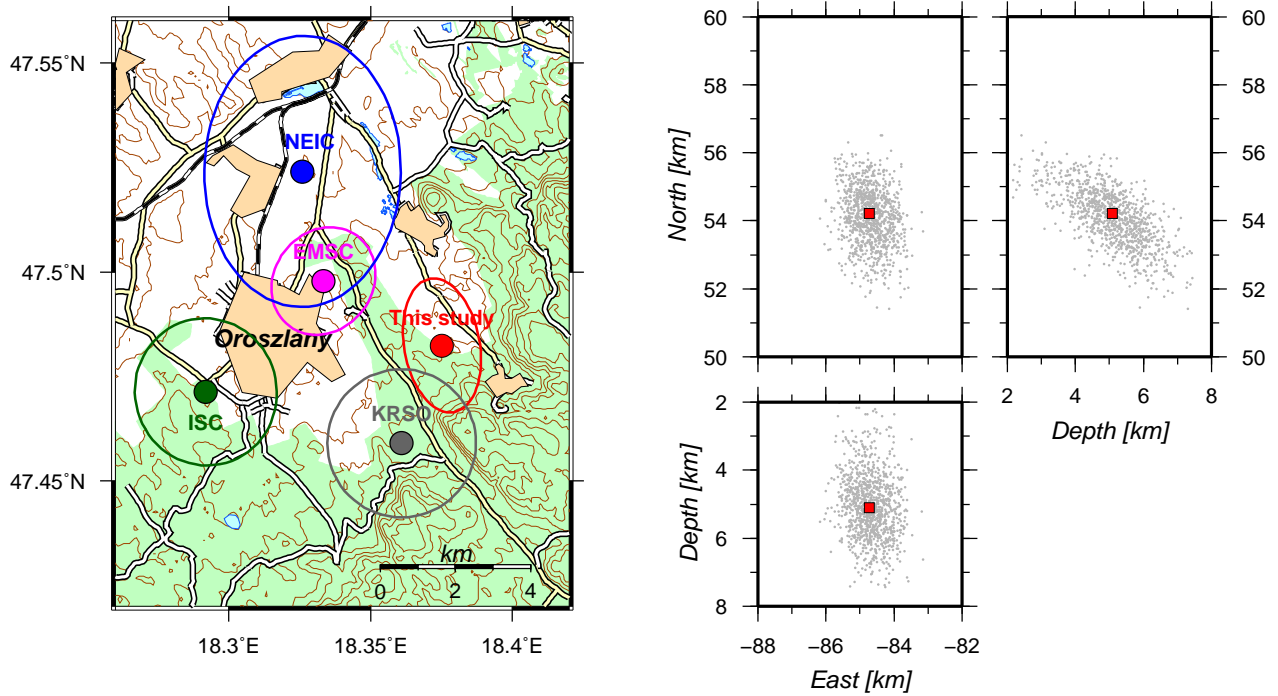 47.55˚N
47.5˚N
47.45˚N
18.3˚E
18.35˚E
18.4˚E
NEIC
EMSC
This study
Oroszlány
ISC
KRSO
km
0 2 4
60
58
56
54
52
50
North [km]
60
58
56
54
52
50
2 4 6 8
Depth [km]
2
4
6
8
Depth [km]
−88 −86 −84 −82
East [km]